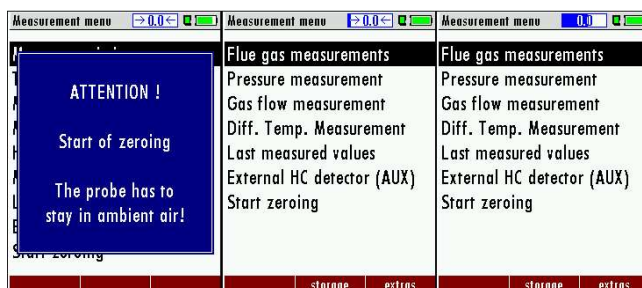 Measurement menu →0.0←
ATTENTION !
Start of zeroing
The probe has to
stay in ambient air!
Measurement menu →0.0←
Flue gas measurements
Pressure measurement
Gas flow measurement
Diff. Temp. Measurement
Last measured values
External HC detector (AUX)
Start zeroing
storage extras
Measurement menu 0.0
Flue gas measurements
Pressure measurement
Gas flow measurement
Diff. Temp. Measurement
Last measured values
External HC detector (AUX)
Start zeroing
storage extras